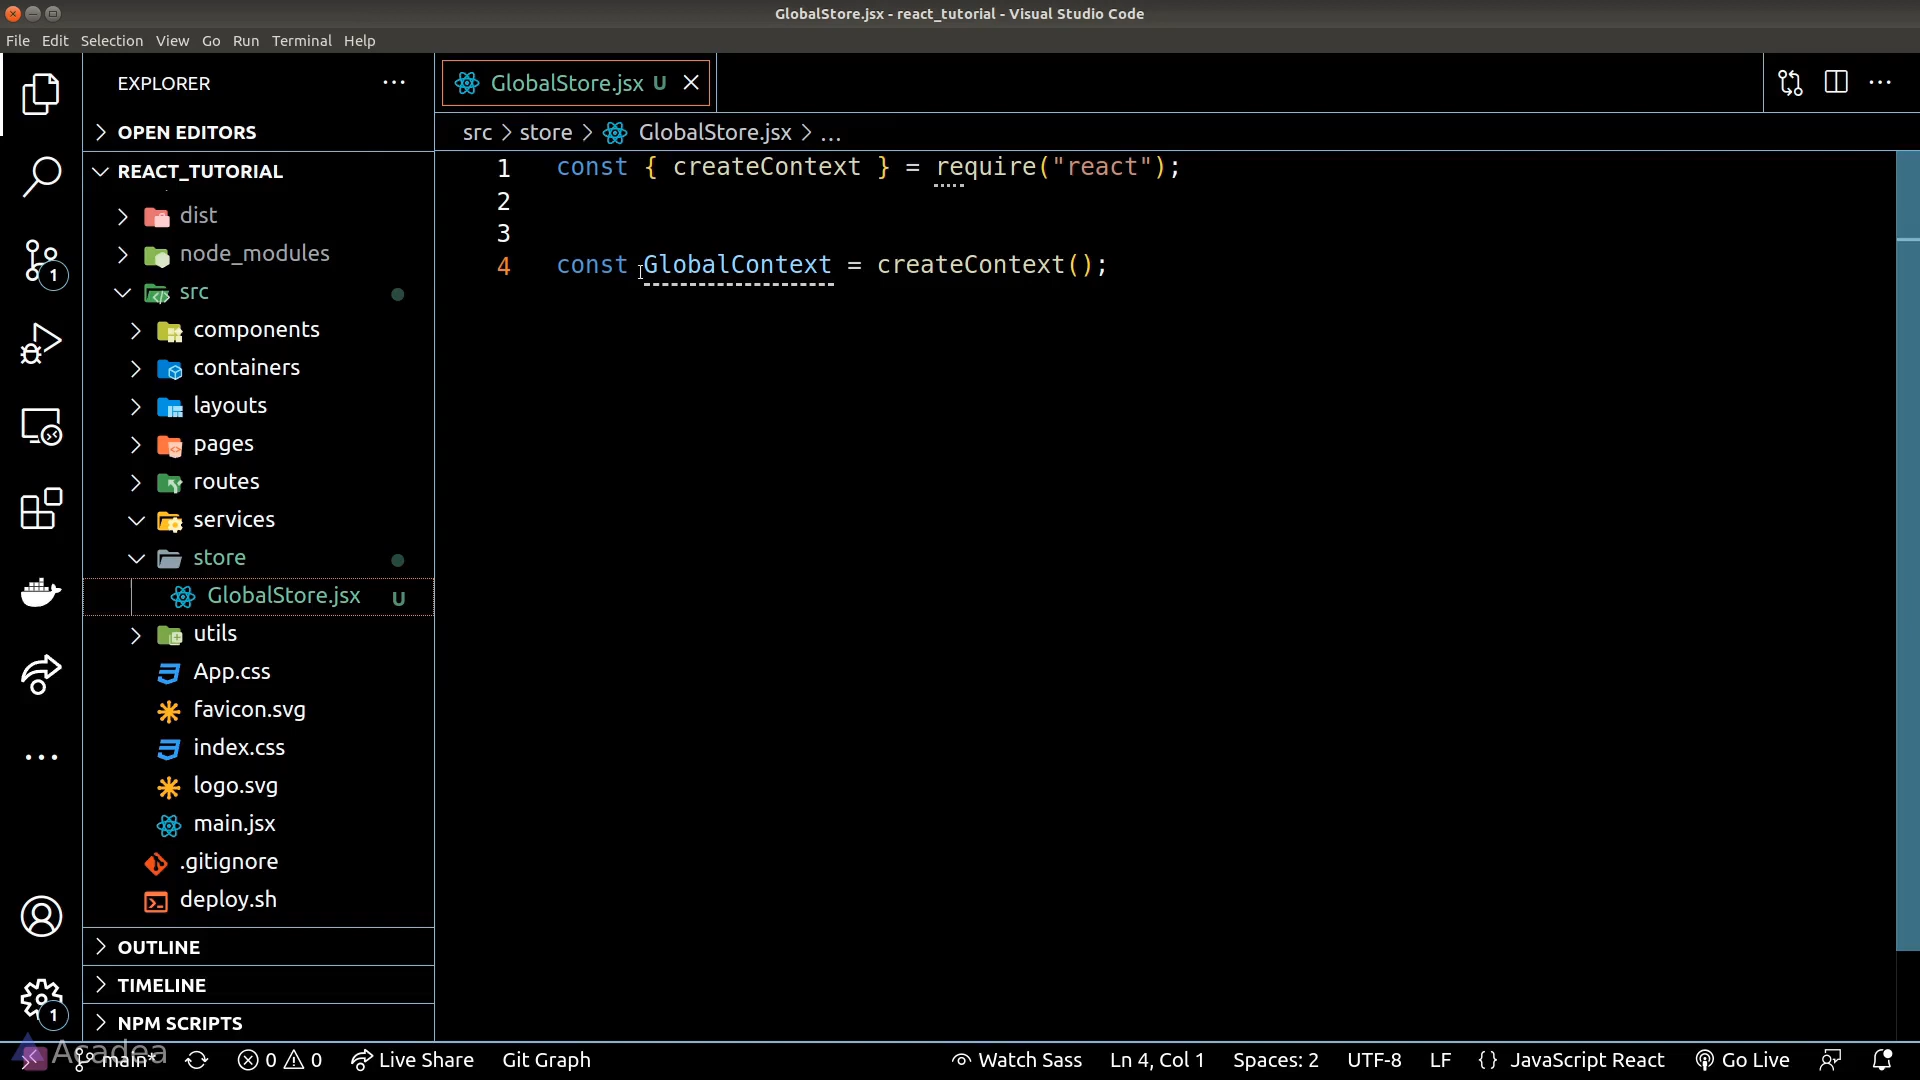 GlobalStore.jsx - react_tutorial - Visual Studio Code
File Edit Selection View Go Run Terminal Help
EXPLORER
OPEN EDITORS
REACT_TUTORIAL
dist
node_modules
src
components
containers
layouts
pages
routes
services
store
GlobalStore.jsx U
utils
App.css
favicon.svg
index.css
logo.svg
main.jsx
.gitignore
deploy.sh
OUTLINE
TIMELINE
NPM SCRIPTS
1
1
GlobalStore.jsx U
src > store > GlobalStore.jsx > ...
1 const { createContext } = require("react");
2
3
4 const GlobalContext = createContext();
Acadea
main* 0 0 Live Share Git Graph Watch Sass Ln 4, Col 1 Spaces: 2 UTF-8 LF { } JavaScript React Go Live